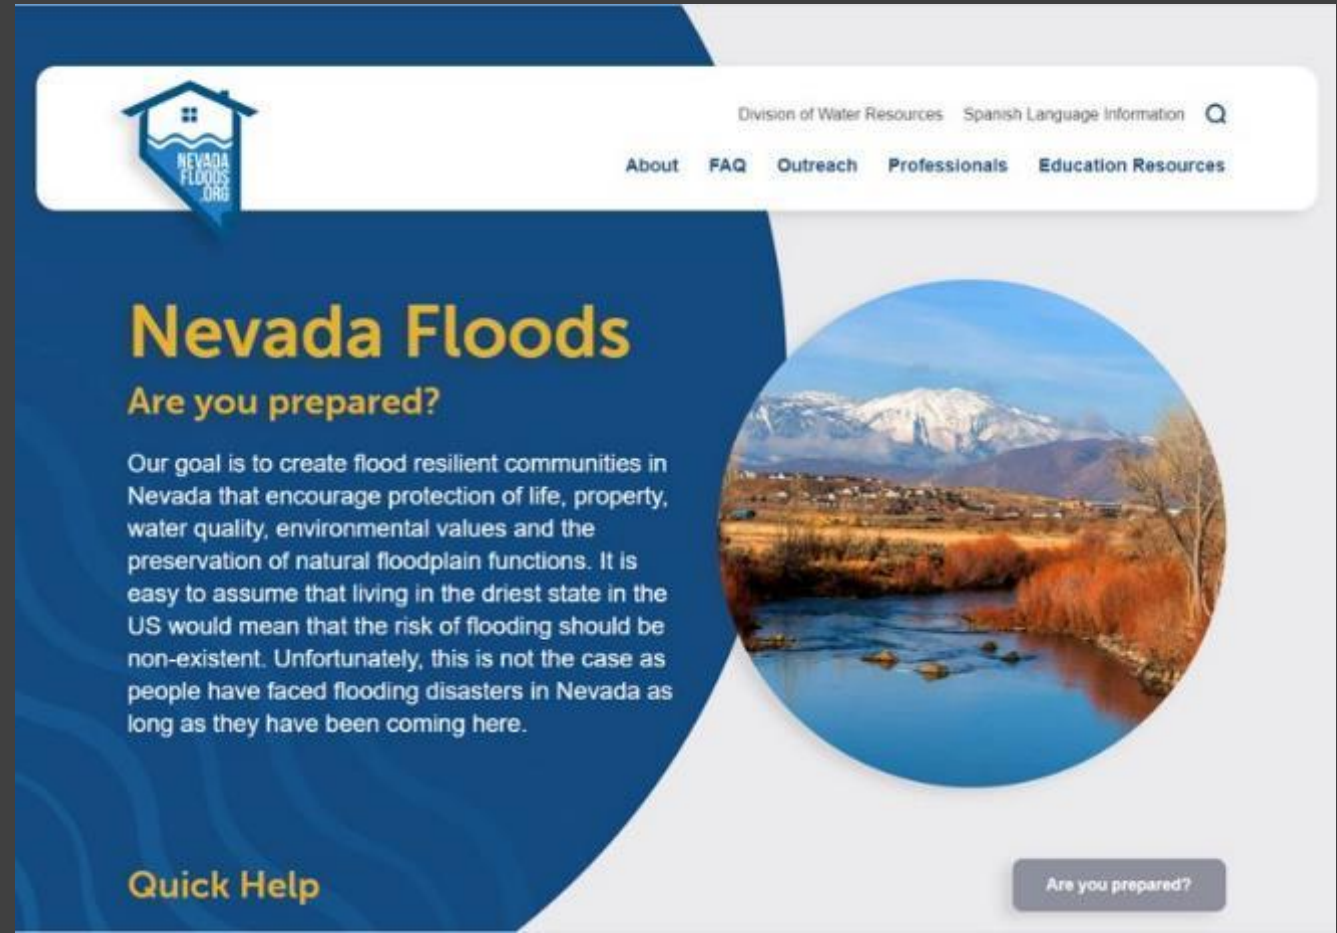 NEVADA
FLOODS
.ORG
Division of Water Resources Spanish Language Information
About FAQ Outreach Professionals Education Resources
Nevada Floods
Are you prepared?
Our goal is to create flood resilient communities in
Nevada that encourage protection of life, property,
water quality, environmental values and the
preservation of natural floodplain functions. It is
easy to assume that living in the driest state in the
US would mean that the risk of flooding should be
non-existent. Unfortunately, this is not the case as
people have faced flooding disasters in Nevada as
long as they have been coming here.
Quick Help
Are you prepared?